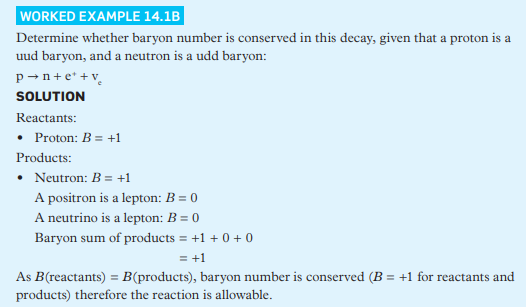 WORKED EXAMPLE 14.1B
Determine whether baryon number is conserved in this decay, given that a proton is a
uud baryon, and a neutron is a udd baryon:
p → n + e⁺ + vₑ
SOLUTION
Reactants:
• Proton: B = +1
Products:
• Neutron: B = +1
A positron is a lepton: B = 0
A neutrino is a lepton: B = 0
Baryon sum of products = +1 + 0 + 0
= +1
As B(reactants) = B(products), baryon number is conserved (B = +1 for reactants and
products) therefore the reaction is allowable.